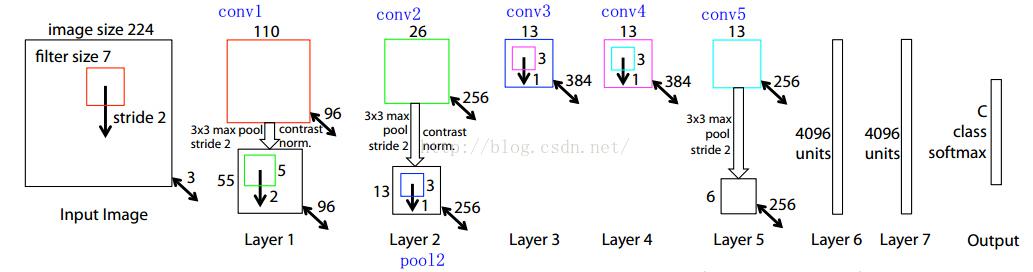 conv1
conv2
conv3
conv4
conv5
image size 224
110
26
13
13
13
filter size 7
stride 2
3
Input Image
96
3x3 max pool
stride 2
contrast
norm.
55
5
2
96
Layer 1
256
3x3 max
pool
stride 2
contrast
norm.
13
3
1
256
Layer 2
pool2
3
1
384
Layer 3
3
1
384
Layer 4
256
3x3 max
pool
stride 2
6
256
Layer 5
4096
units
Layer 6
4096
units
Layer 7
C
class
softmax
Output
http://blog.csdn.net/